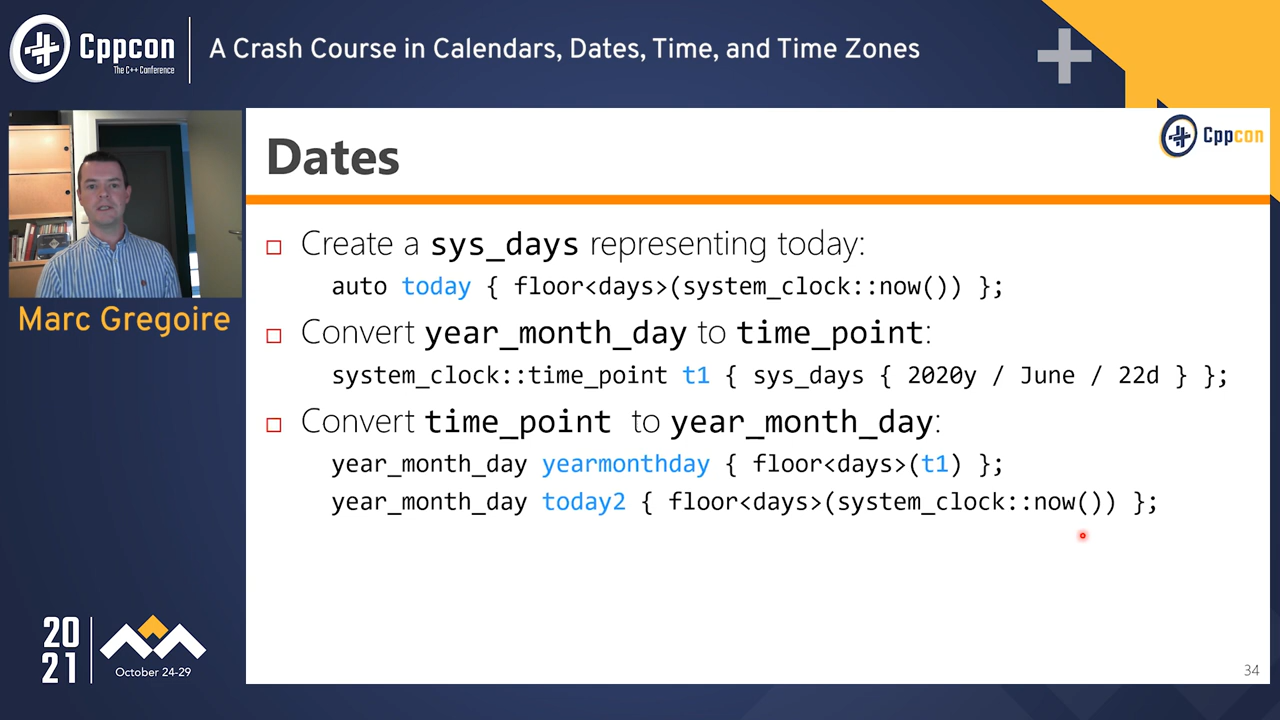 Cppcon
The C++ Conference
A Crash Course in Calendars, Dates, Time, and Time Zones
Marc Gregoire
20
21
October 24-29
Cppcon
Dates
Create a sys_days representing today:
auto today { floor<days>(system_clock::now()) };
Convert year_month_day to time_point:
system_clock::time_point t1 { sys_days { 2020y / June / 22d } };
Convert time_point to year_month_day:
year_month_day yearmonthday { floor<days>(t1) };
year_month_day today2 { floor<days>(system_clock::now()) };
34